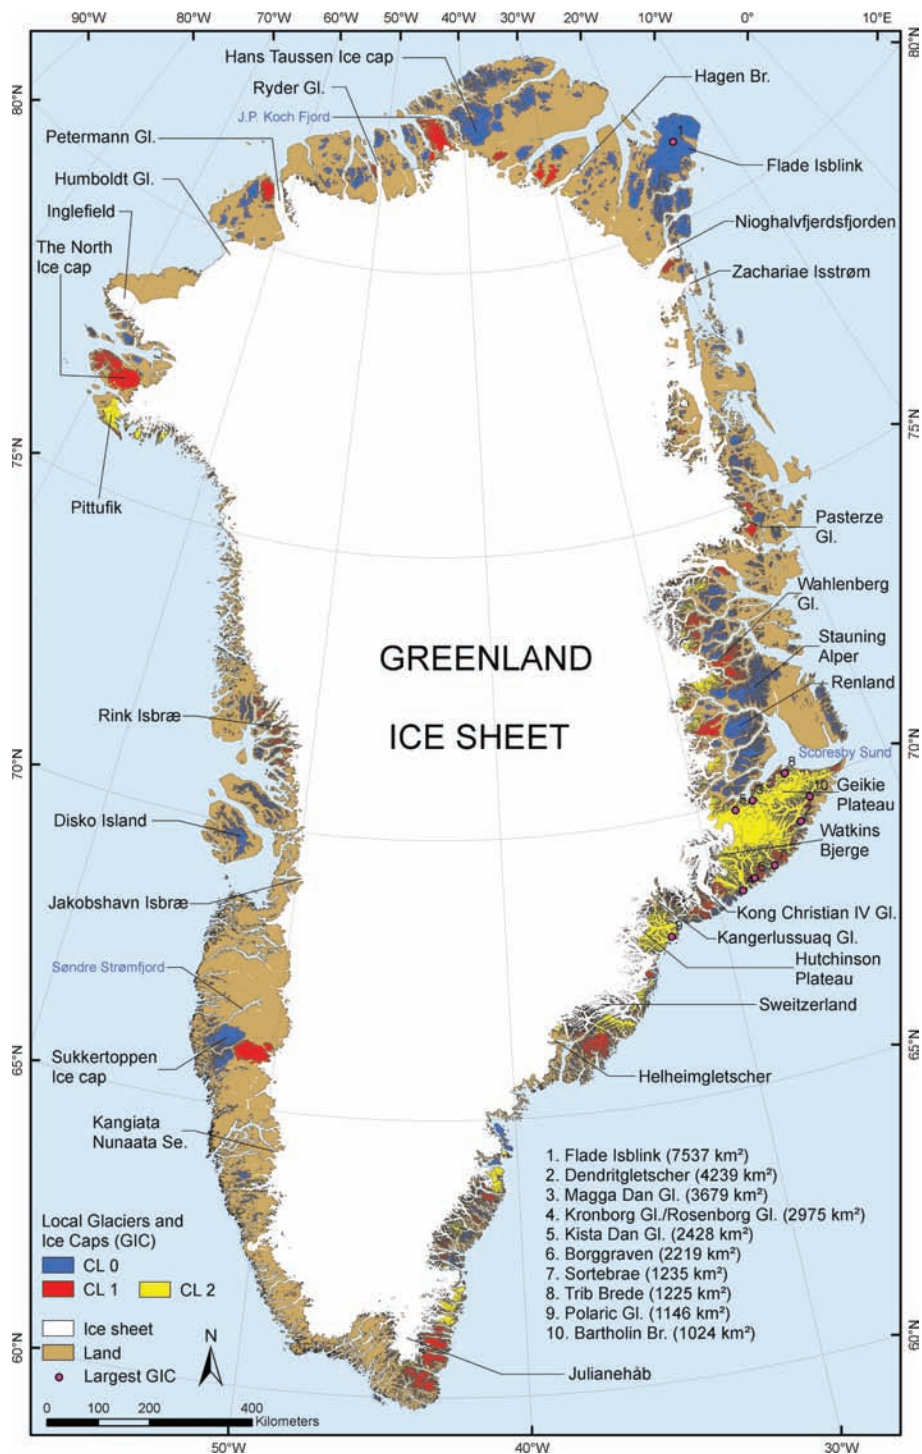 90°W 80°W 70°W 60°W 50°W 40°W 30°W 20°W 10°W 0° 10°E
80°N
80°N
Hans Taussen Ice cap
Ryder Gl.
Hagen Br.
J.P. Koch Fjord
Petermann Gl.
1
Flade Isblink
Humboldt Gl.
Inglefield
Nioghalvfjerdsfjorden
The North
Ice cap
Zachariae Isstrøm
75°N
75°N
Pittufik
Pasterze
Gl.
Wahlenberg
Gl.
Stauning
Alper
GREENLAND
ICE SHEET
Renland
Rink Isbræ
Scoresby Sund
70°N
70°N
8
10
Geikie
Plateau
5
3
Disko Island
Watkins
Bjerge
Jakobshavn Isbræ
Kong Christian IV Gl.
9
Kangerlussuaq Gl.
Hutchinson
Plateau
Søndre Strømfjord
Sweitzerland
65°N
65°N
Sukkertoppen
Ice cap
Helheimgletscher
Kangiata
Nunaata Se.
1. Flade Isblink (7537 km²)
2. Dendritgletscher (4239 km²)
3. Magga Dan Gl. (3679 km²)
4. Kronborg Gl./Rosenborg Gl. (2975 km²)
5. Kista Dan Gl. (2428 km²)
6. Borggraven (2219 km²)
7. Sortebrae (1235 km²)
8. Trib Brede (1225 km²)
9. Polaric Gl. (1146 km²)
10. Bartholin Br. (1024 km²)
Local Glaciers and
Ice Caps (GIC)
CL 0
CL 1 CL 2
Ice sheet
Land
Largest GIC
N
60°N
60°N
Julianehåb
0 100 200 400
Kilometers
50°W 40°W 30°W